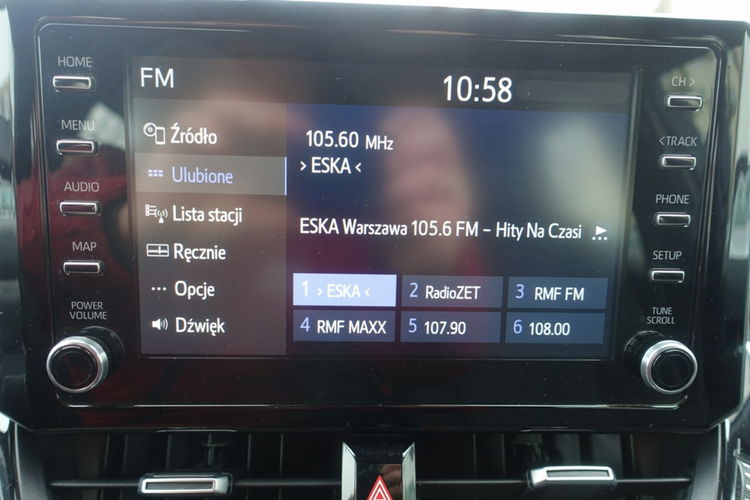 HOME
MENU
AUDIO
MAP
POWER
VOLUME
FM
10:58
Źródło
Ulubione
Lista stacji
Ręcznie
Opcje
Dźwięk
105.60 MHz
› ESKA ‹
ESKA Warszawa 105.6 FM – Hity Na Czasi
1 › ESKA ‹
2 RadioZET
3 RMF FM
4 RMF MAXX
5 107.90
6 108.00
CH >
<TRACK
PHONE
SETUP
TUNE
SCROLL